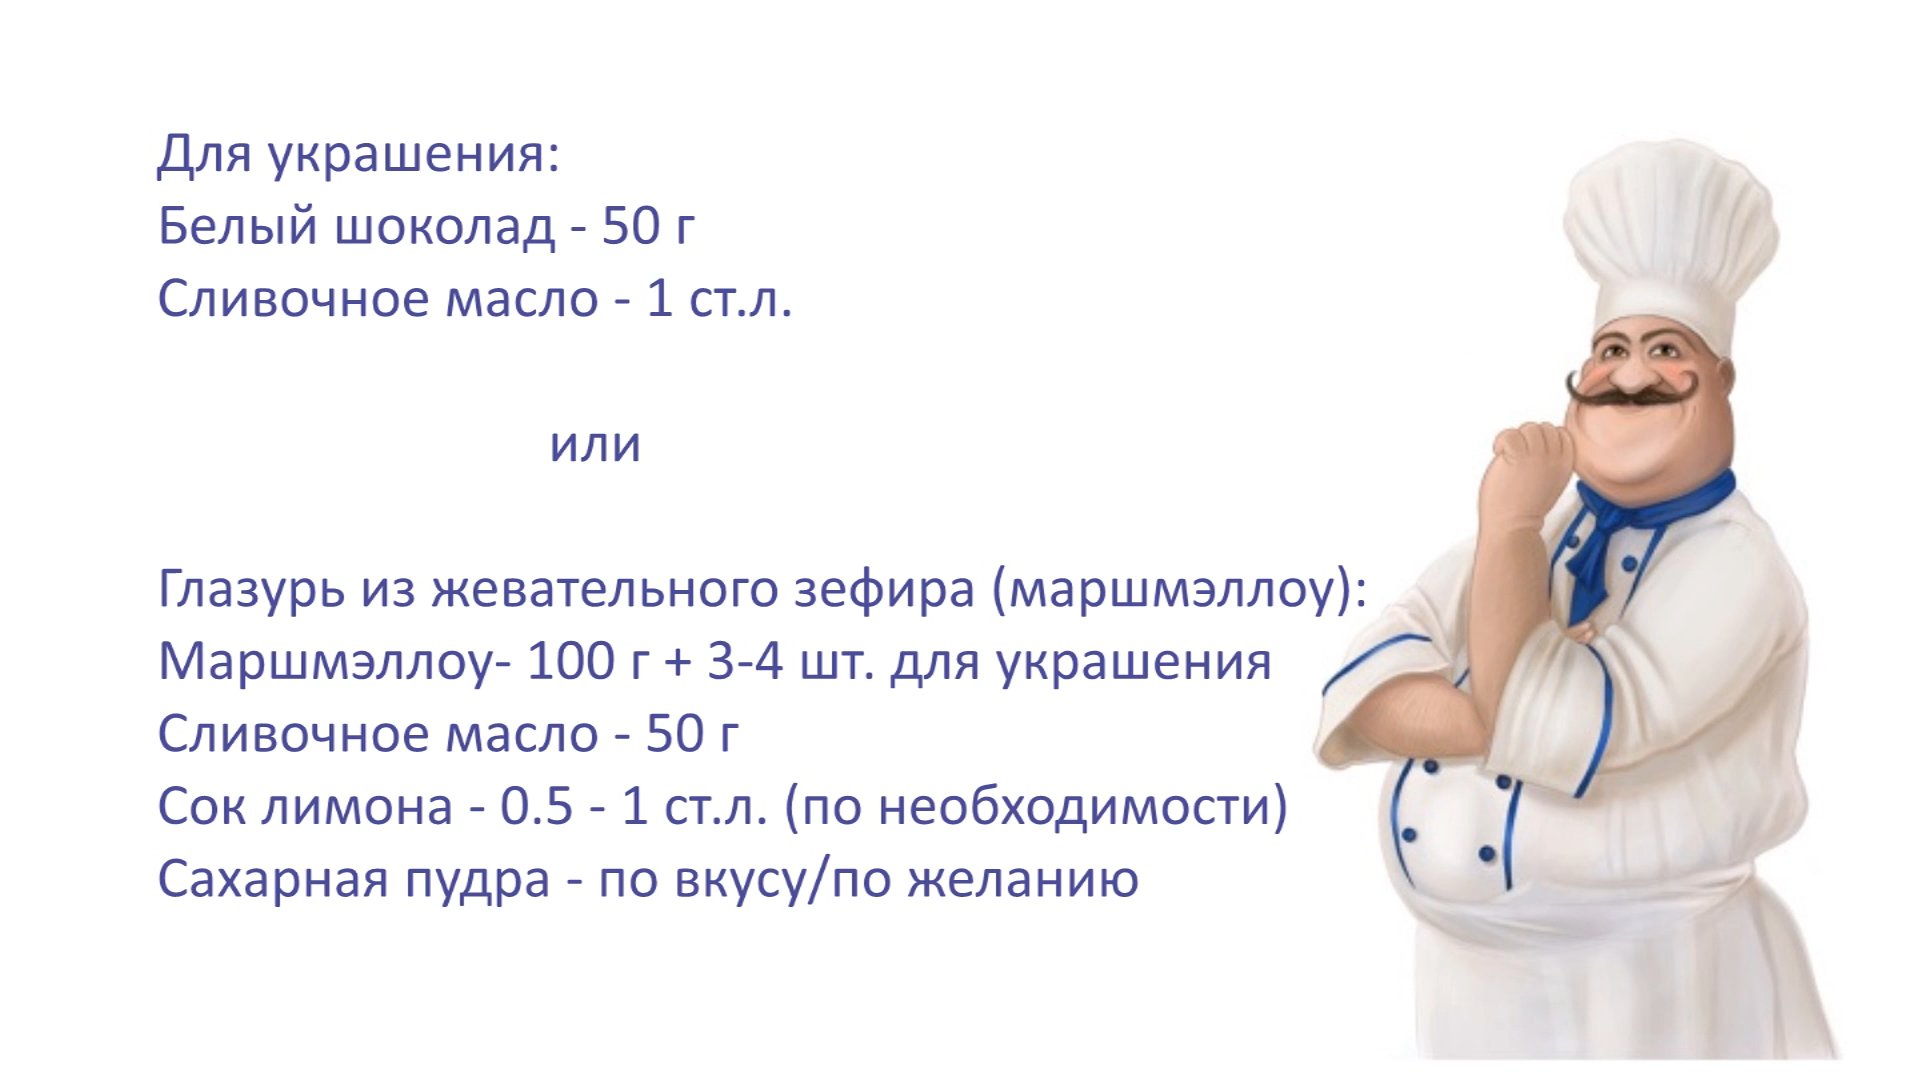 Для украшения:
Белый шоколад - 50 г
Сливочное масло - 1 ст.л.
или
Глазурь из жевательного зефира (маршмэллоу):
Маршмэллоу- 100 г + 3-4 шт. для украшения
Сливочное масло - 50 г
Сок лимона - 0.5 - 1 ст.л. (по необходимости)
Сахарная пудра - по вкусу/по желанию